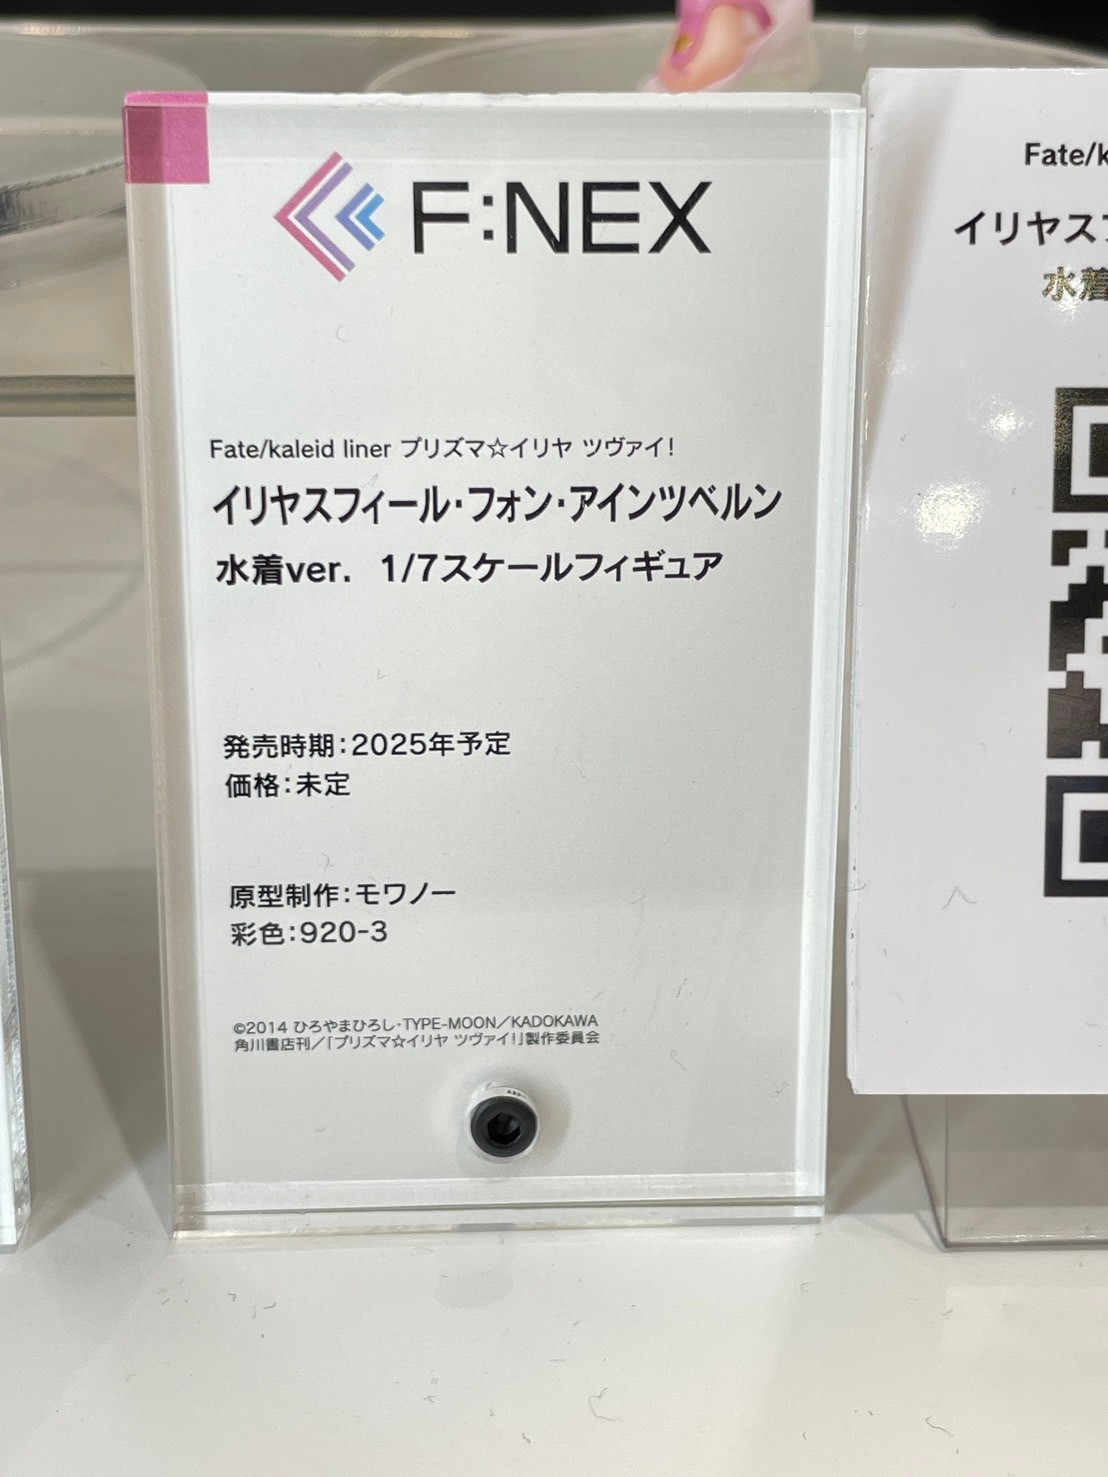 F:NEX
Fate/kaleid liner プリズマ☆イリヤ ツヴァイ!
イリヤスフィール・フォン・アインツベルン
水着ver. 1/7スケールフィギュア
発売時期:2025年予定
価格:未定
原型制作:モワノー
彩色:920-3
©2014 ひろやまひろし・TYPE-MOON/KADOKAWA
角川書店刊/「プリズマ☆イリヤ ツヴァイ!」製作委員会
Fate/k
イリヤス
水着